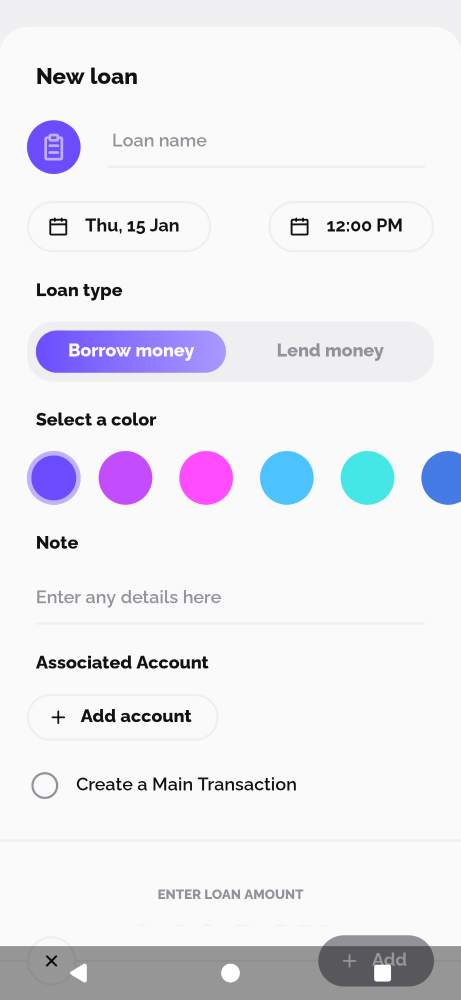 New loan
Loan name
Thu, 15 Jan
12:00 PM
Loan type
Borrow money
Lend money
Select a color
Note
Enter any details here
Associated Account
+ Add account
Create a Main Transaction
ENTER LOAN AMOUNT
+ Add